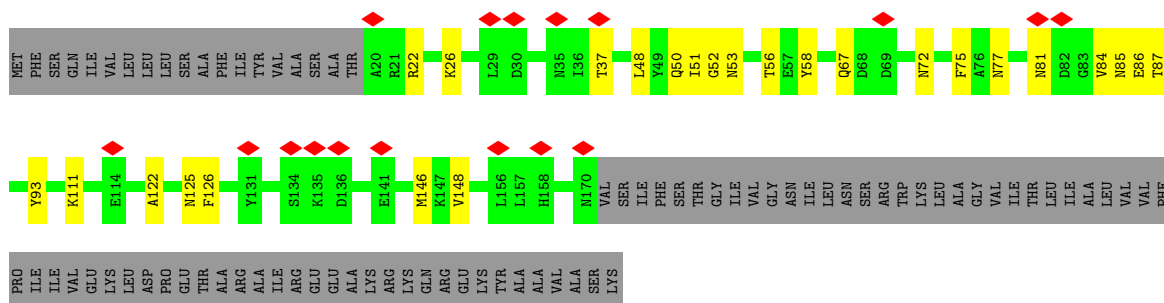 MET PHE SER GLN ILE VAL LEU LEU LEU SER ALA PHE ILE TYR VAL ALA SER ALA THR A20 R21 R22 K26 L29 D30 N35 I36 T37 L48 Y49 Q50 I51 G52 N53 T56 E57 Y58 Q67 D68 D69 N72 F75 A76 N77 N81 D82 G83 V84 N85 E86 T87
Y93 K111 E114 A122 N125 F126 Y131 S134 K135 D136 E141 M146 K147 V148 L156 L157 H158 N170 VAL SER ILE PHE SER THR GLY ILE VAL GLY ASN ILE LEU ASN SER ARG TRP LYS LEU ALA GLY VAL ILE THR LEU ILE ALA LEU VAL VAL PHE
PRO ILE ILE VAL GLU LYS LEU ASP PRO GLU THR ALA ARG ALA ILE ARG GLU GLU ALA LYS ARG LYS GLN ARG GLU LYS TYR ALA ALA VAL ALA SER LYS